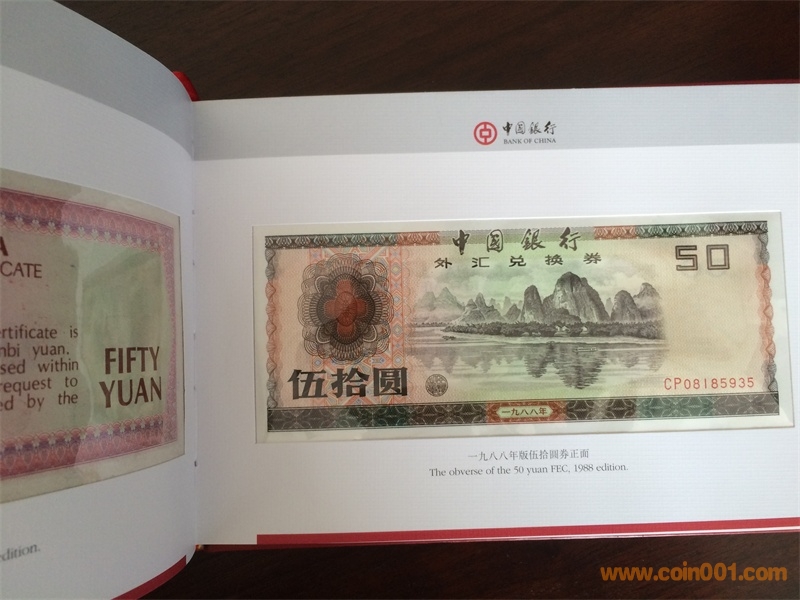 A
CATE
ertificate is
nbi yuan.
sed within
request to
ed by the
FIFTY
YUAN
edition.
中国银行
BANK OF CHINA
中国银行
外汇兑换券
50
伍拾圆
CP08185935
一九八八年
一九八八年版伍拾圆券正面
The obverse of the 50 yuan FEC, 1988 edition.
www.coin001.com